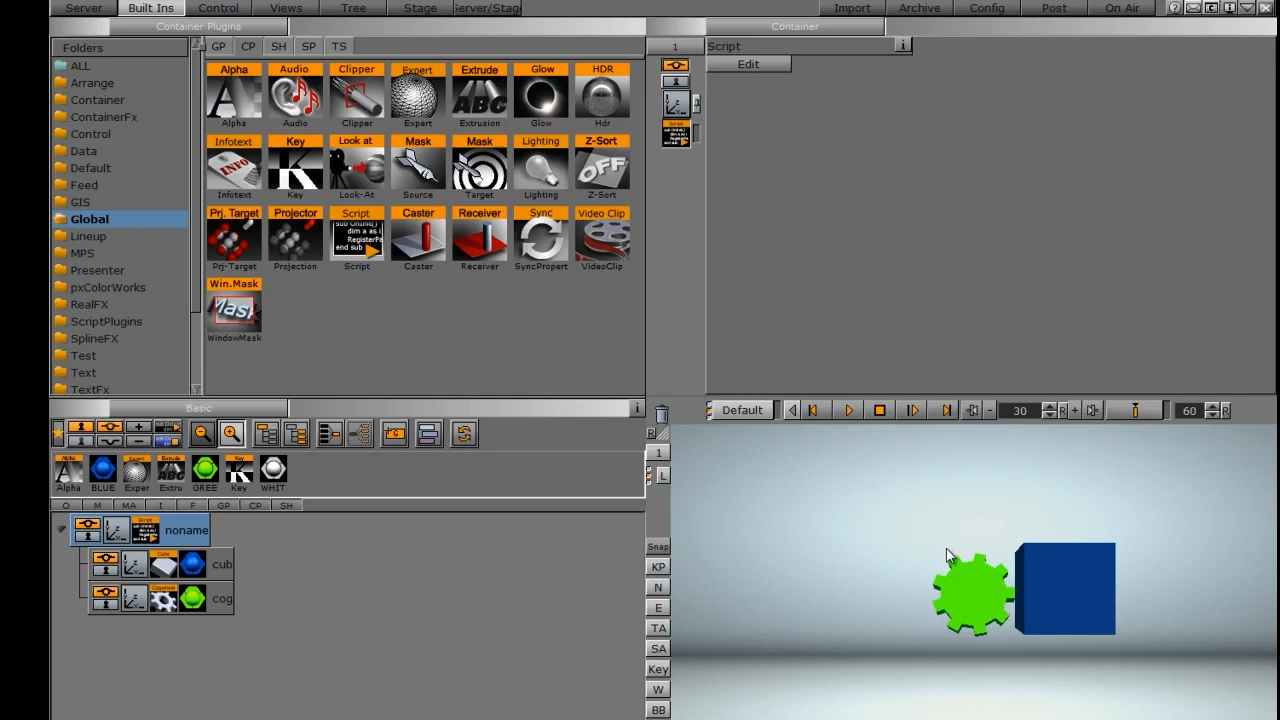 Server Built Ins Control Views Tree Stage Server/Stage Import Archive Config Post On Air
Container Plugins Container
Folders GP CP SH SP TS 1 Script i
Edit
ALL
Arrange
Container
ContainerFx
Control
Data
Default
Feed
GIS
Global
Lineup
MPS
Presenter
pxColorWorks
RealFX
ScriptPlugins
SplineFX
Test
Text
TextFx
Alpha Audio Clipper Expert Extrude Glow HDR
Alpha Audio Clipper Expert Extrusion Glow Hdr
Infotext Key Look at Mask Mask Lighting Z-Sort
Infotext Key Look-At Source Target Lighting Z-Sort
Prj. Target Projector Script Caster Receiver Sync Video Clip
Prj-Target Projection Script Caster Receiver SyncPropert VideoClip
Win.Mask
WindowMask
Basic i
Default 30 R 60 R
Alpha BLUE Exper Extru GREE Key WHIT
O M MA I F GP CP SH
noname
cub
cog
R
1
L
Snap
KP
N
E
TA
SA
Key
W
BB